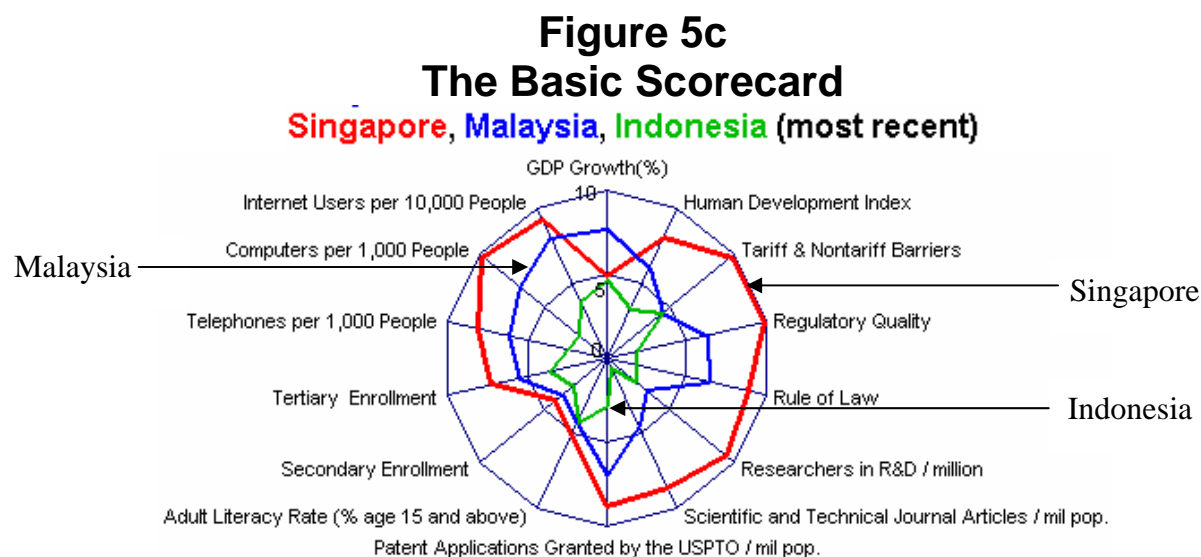 Figure 5c
The Basic Scorecard
Singapore, Malaysia, Indonesia (most recent)
GDP Growth(%)
10
Internet Users per 10,000 People
Human Development Index
Computers per 1,000 People
Tariff & Nontariff Barriers
Malaysia
Singapore
5
Telephones per 1,000 People
Regulatory Quality
0
Tertiary Enrollment
Rule of Law
Indonesia
Secondary Enrollment
Researchers in R&D / million
Adult Literacy Rate (% age 15 and above)
Scientific and Technical Journal Articles / mil pop.
Patent Applications Granted by the USPTO / mil pop.